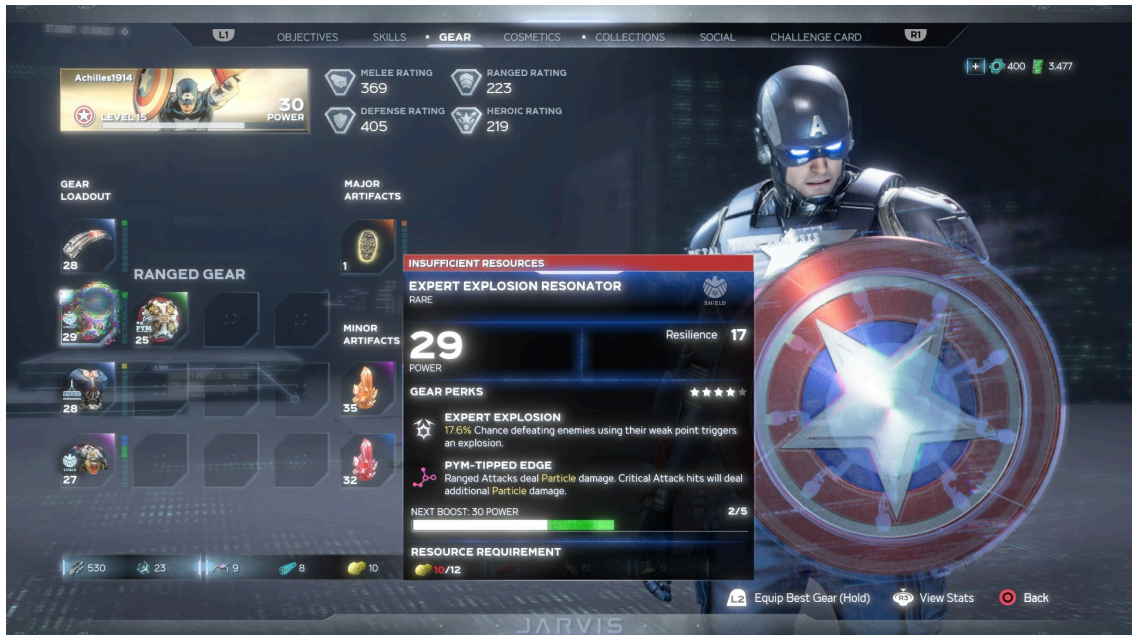 L1
OBJECTIVES
SKILLS
GEAR
COSMETICS
COLLECTIONS
SOCIAL
CHALLENGE CARD
R1
400
3,477
Achilles1914
LEVEL 15
30
POWER
MELEE RATING
369
RANGED RATING
223
DEFENSE RATING
405
HEROIC RATING
219
GEAR
LOADOUT
MAJOR
ARTIFACTS
28
1
RANGED GEAR
29
PYM
25
MINOR
ARTIFACTS
28
35
SHIELD
27
32
INSUFFICIENT RESOURCES
EXPERT EXPLOSION RESONATOR
RARE
SHIELD
29
POWER
Resilience 17
GEAR PERKS
EXPERT EXPLOSION
17.6% Chance defeating enemies using their weak point triggers
an explosion.
PYM-TIPPED EDGE
Ranged Attacks deal Particle damage. Critical Attack hits will deal
additional Particle damage.
NEXT BOOST: 30 POWER
2/5
RESOURCE REQUIREMENT
10/12
530
23
9
8
10
61
0
A
L2 Equip Best Gear (Hold)
R3 View Stats
Back
JARVIS